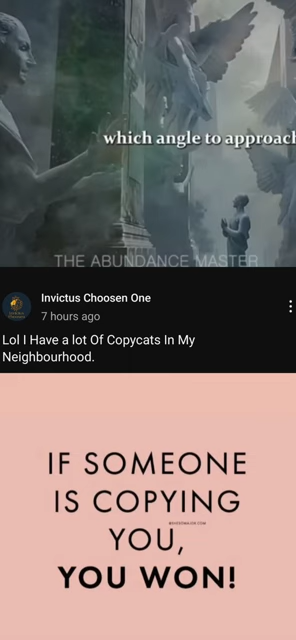 which angle to approach
THE ABUNDANCE MASTER
Invictus Choosen One
7 hours ago
Lol I Have a lot Of Copycats In My
Neighbourhood.
IF SOMEONE
IS COPYING
YOU,
YOU WON!